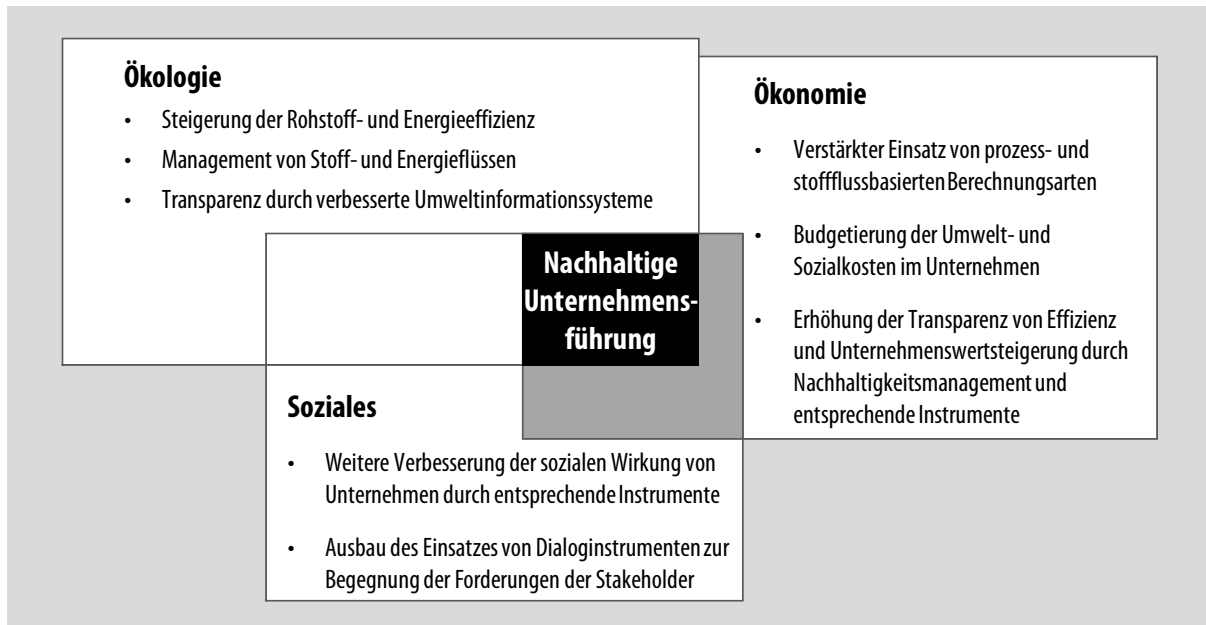 Ökologie
• Steigerung der Rohstoff- und Energieeffizienz
• Management von Stoff- und Energieflüssen
• Transparenz durch verbesserte Umweltinformationssysteme
Ökonomie
• Verstärkter Einsatz von prozess- und
stoffflussbasierten Berechnungsarten
• Budgetierung der Umwelt- und
Sozialkosten im Unternehmen
• Erhöhung der Transparenz von Effizienz
und Unternehmenswertsteigerung durch
Nachhaltigkeitsmanagement und
entsprechende Instrumente
Nachhaltige
Unternehmens-
führung
Soziales
• Weitere Verbesserung der sozialen Wirkung von
Unternehmen durch entsprechende Instrumente
• Ausbau des Einsatzes von Dialoginstrumenten zur
Begegnung der Forderungen der Stakeholder